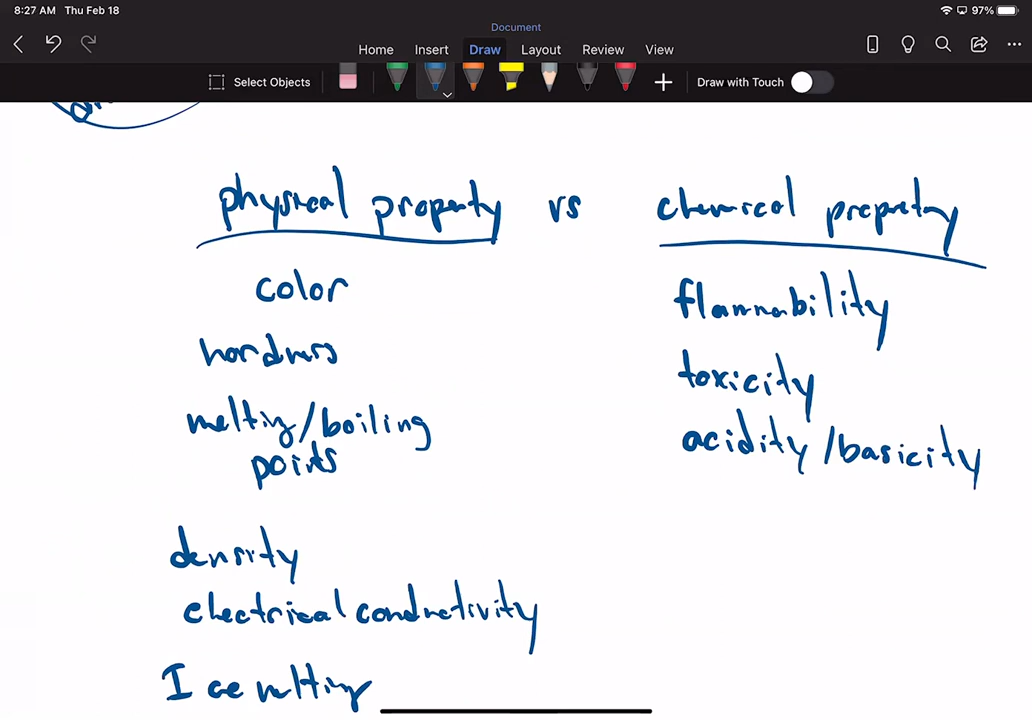 8:27 AM Thu Feb 18 97%
Document
Home Insert Draw Layout Review View
Select Objects Draw with Touch
physical property vs chemical propretary
color
flammability
hardness
toxicity
melting/boiling points
acidity/basicity
density
electrical conductivity
Ice melting